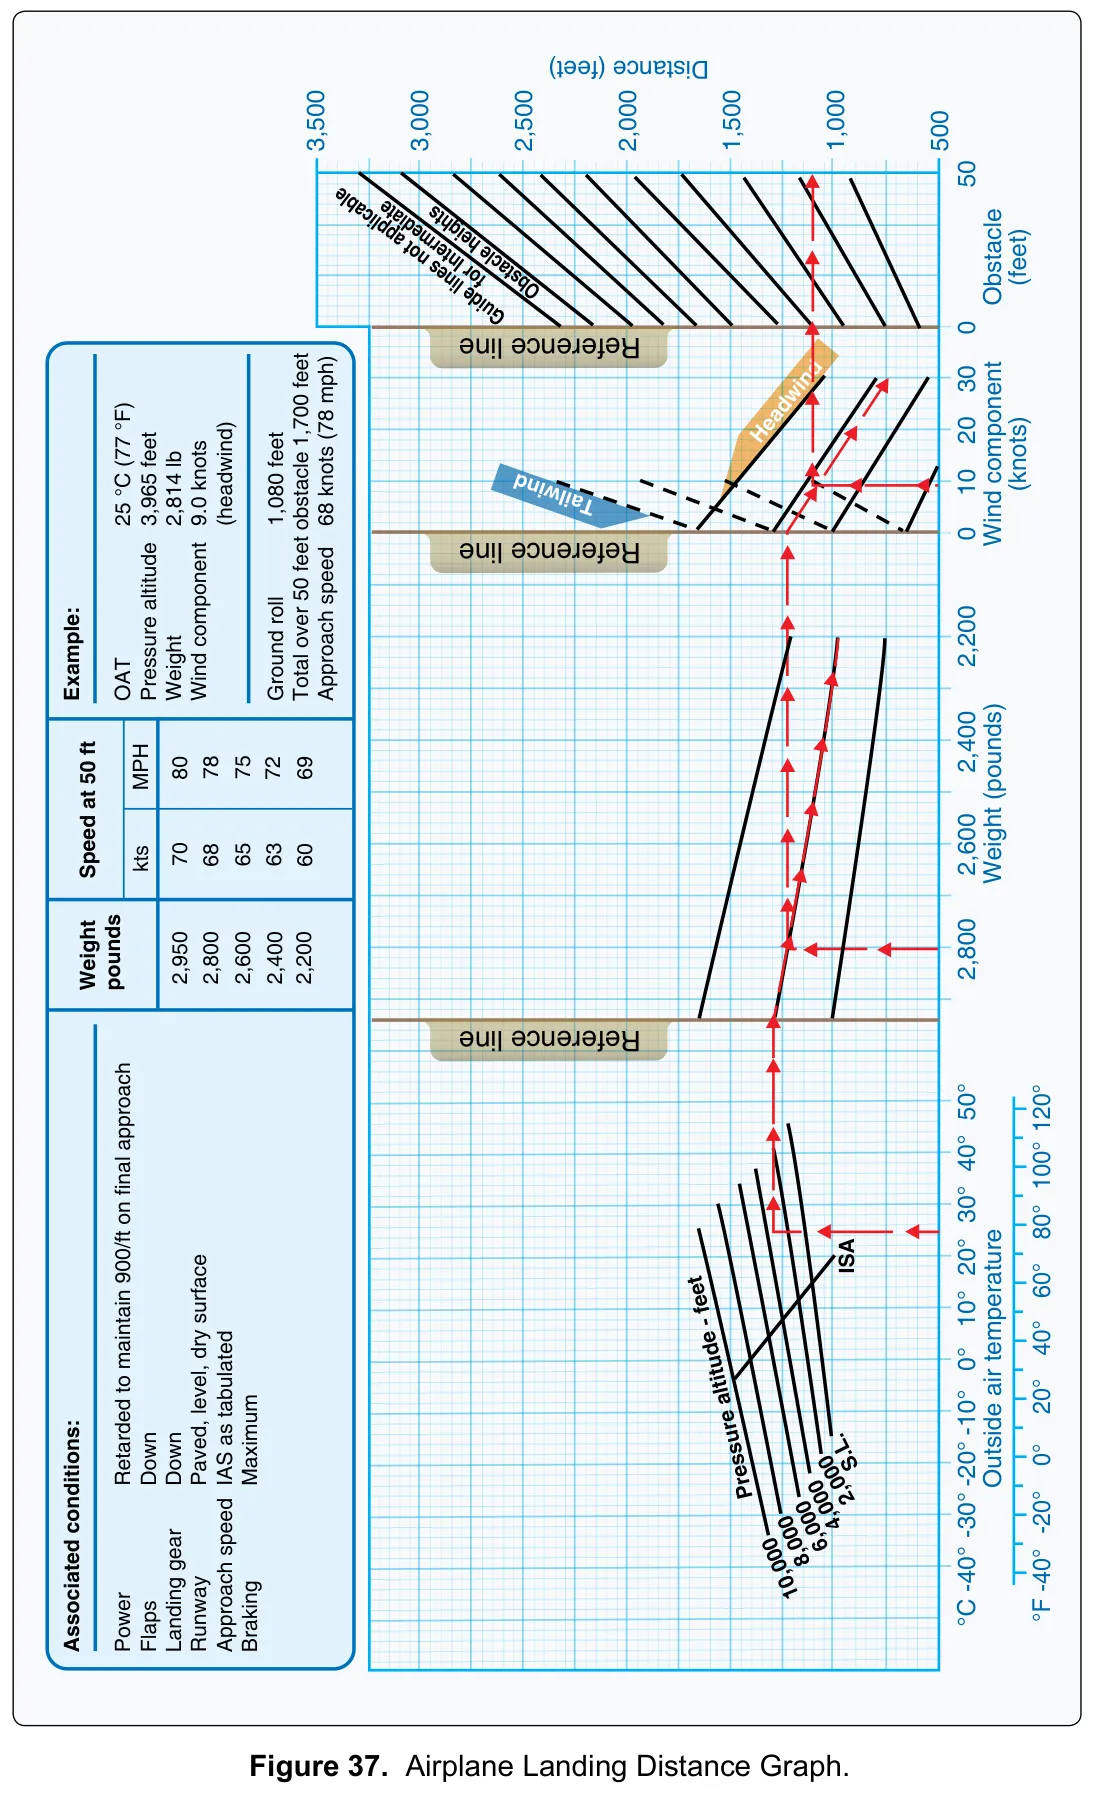 Associated conditions:
Power Retarded to maintain 900/ft on final approach
Flaps Down
Landing gear Down
Runway Paved, level, dry surface
Approach speed IAS as tabulated
Braking Maximum
Weight pounds
Speed at 50 ft
kts MPH
2,950 70 80
2,800 68 78
2,600 65 75
2,400 63 72
2,200 60 69
Example:
OAT 25 °C (77 °F)
Pressure altitude 3,965 feet
Weight 2,814 lb
Wind component 9.0 knots
(headwind)
Ground roll 1,080 feet
Total over 50 feet obstacle 1,700 feet
Approach speed 68 knots (78 mph)
Reference line
Reference line
Reference line
Pressure altitude - feet
10,000
8,000
6,000
4,000
2,000
S.L.
ISA
Tailwind
Headwind
Guide lines not applicable
for Intermediate
Obstacle heights
3,500
3,000
2,500
2,000
1,500
1,000
500
Distance (feet)
°C -40° -30° -20° -10° 0° 10° 20° 30° 40° 50°
Outside air temperature
°F -40° -20° 0° 20° 40° 60° 80° 100° 120°
2,800 2,600 2,400 2,200
Weight (pounds)
0 10 20 30
Wind component
(knots)
0 50
Obstacle
(feet)
Figure 37. Airplane Landing Distance Graph.